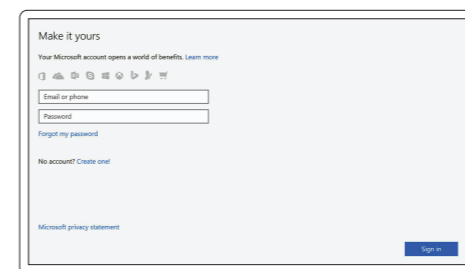 Make it yours
Your Microsoft account opens a world of benefits. Learn more
Email or phone
Password
Forgot my password
No account? Create one!
Microsoft privacy statement
Sign in